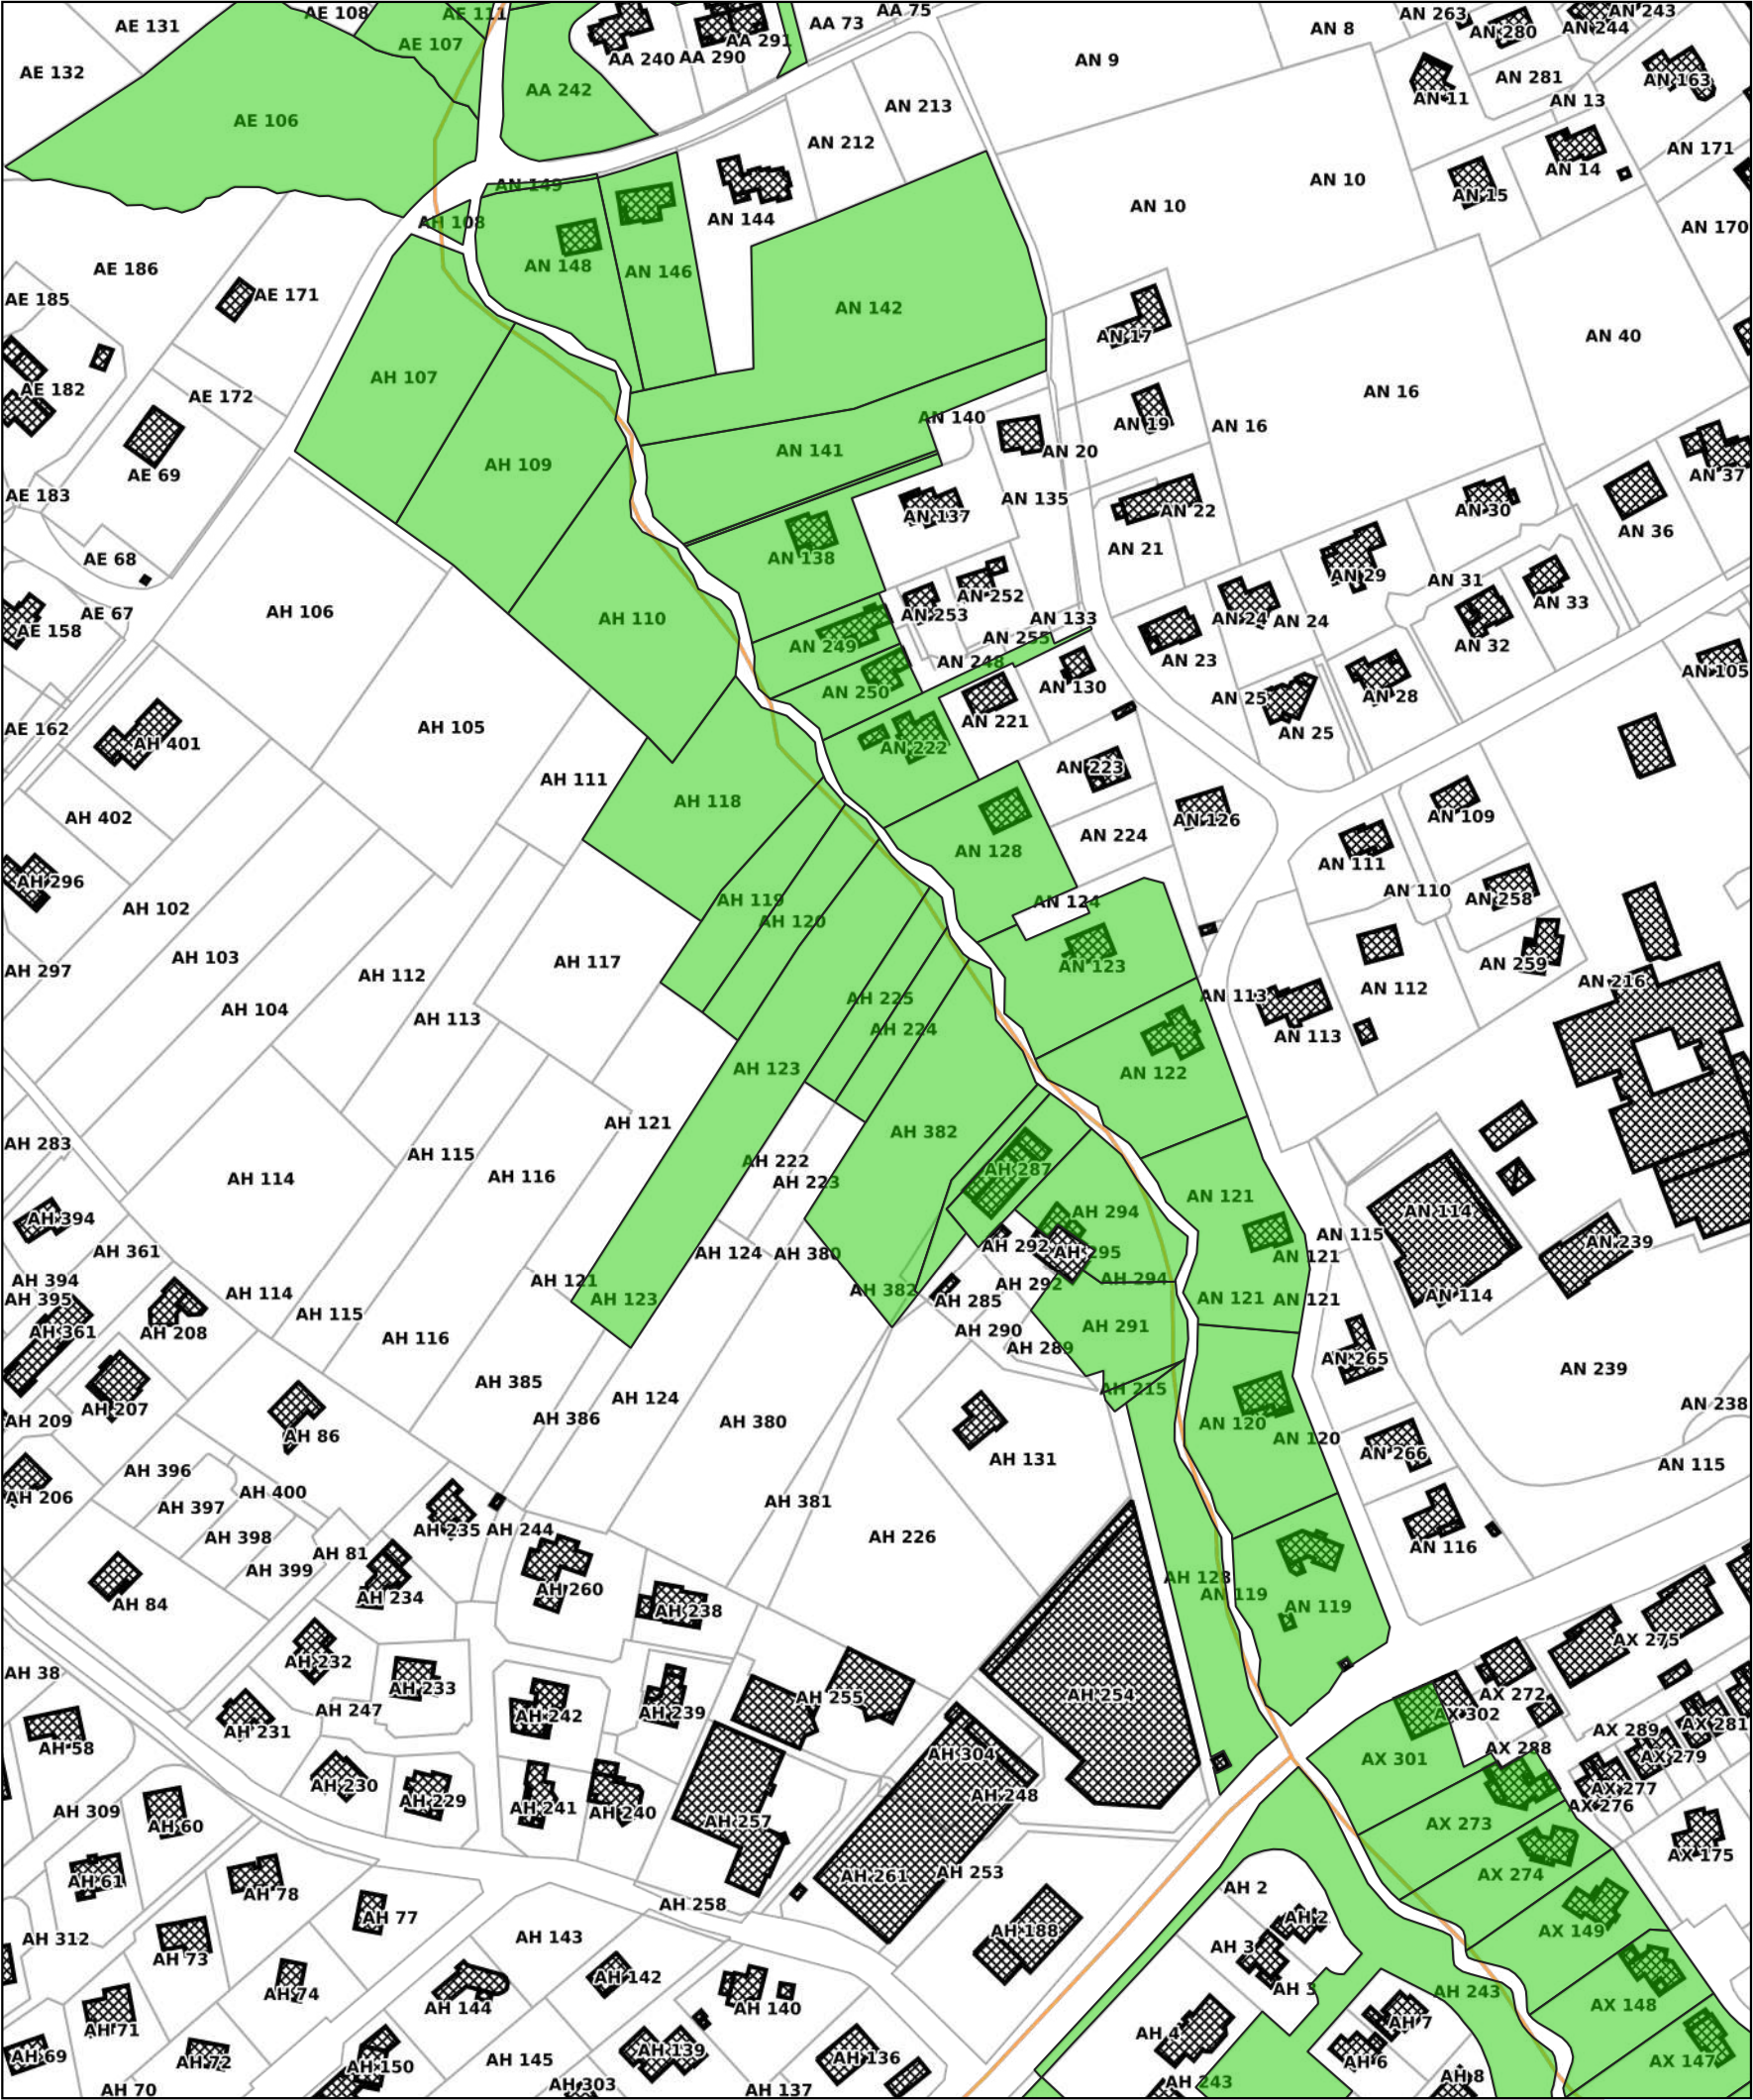 AE 131
AE 108
AE 111
AE 107
AE 132
AE 106
AA 242
AA 240
AA 290
AA 291
AA 73
AA 75
AN 9
AN 8
AN 263
AN 280
AN 244
AN 243
AN 281
AN 11
AN 13
AN 163
AN 213
AN 212
AN 171
AN 14
AN 15
AN 10
AN 10
AN 170
AN 149
AH 108
AN 144
AN 148
AN 146
AE 186
AE 185
AE 171
AN 142
AN 17
AN 40
AH 107
AE 182
AE 172
AN 16
AN 16
AN 140
AN 19
AN 20
AN 141
AH 109
AE 69
AE 183
AN 37
AN 135
AN 137
AN 22
AN 30
AN 36
AN 21
AE 68
AN 138
AN 29
AN 31
AN 33
AE 67
AE 158
AH 106
AH 110
AN 252
AN 253
AN 133
AN 24
AN 24
AN 255
AN 249
AN 248
AN 32
AN 23
AN 105
AN 250
AN 130
AN 25
AN 28
AN 221
AN 25
AE 162
AH 401
AH 105
AN 222
AN 223
AH 111
AH 118
AH 402
AN 126
AN 109
AN 224
AN 128
AN 111
AH 296
AN 110
AN 258
AH 119
AN 124
AH 102
AH 120
AH 103
AH 117
AN 123
AN 259
AH 297
AH 112
AN 216
AN 112
AN 113
AH 225
AH 104
AH 113
AH 224
AN 113
AH 123
AN 122
AH 121
AH 382
AH 283
AH 115
AH 222
AH 287
AH 114
AH 116
AH 223
AN 121
AH 394
AH 294
AN 114
AH 361
AH 124
AH 380
AH 292
AH 295
AN 115
AN 121
AN 239
AH 394
AH 121
AH 294
AH 292
AH 382
AH 114
AH 395
AH 123
AH 285
AN 121
AN 121
AN 114
AH 115
AH 361
AH 208
AH 116
AH 290
AH 291
AH 289
AN 265
AN 239
AH 385
AH 215
AH 124
AN 238
AH 207
AH 209
AH 386
AH 380
AN 120
AH 86
AN 120
AN 266
AH 131
AN 115
AH 396
AH 400
AH 206
AH 397
AH 381
AH 235
AH 244
AH 398
AH 226
AN 116
AH 81
AH 399
AH 128
AH 260
AH 234
AN 119
AH 84
AH 238
AN 119
AX 275
AH 232
AH 38
AH 233
AH 254
AX 272
AH 255
AH 247
AH 239
AX 302
AH 242
AX 281
AH 231
AX 289
AH 58
AX 288
AH 304
AX 301
AX 279
AH 230
AX 277
AH 248
AH 229
AX 276
AH 241
AH 309
AH 240
AH 257
AX 273
AH 60
AX 175
AH 253
AX 274
AH 61
AH 261
AH 2
AH 78
AH 258
AH 77
AH 2
AH 188
AX 149
AH 143
AH 312
AH 3
AH 73
AH 142
AH 3
AH 243
AH 74
AX 148
AH 144
AH 140
AH 7
AH 71
AH 4
AH 139
AH 69
AH 136
AH 72
AH 145
AX 147
AH 6
AH 150
AH 8
AH 243
AH 303
AH 70
AH 137